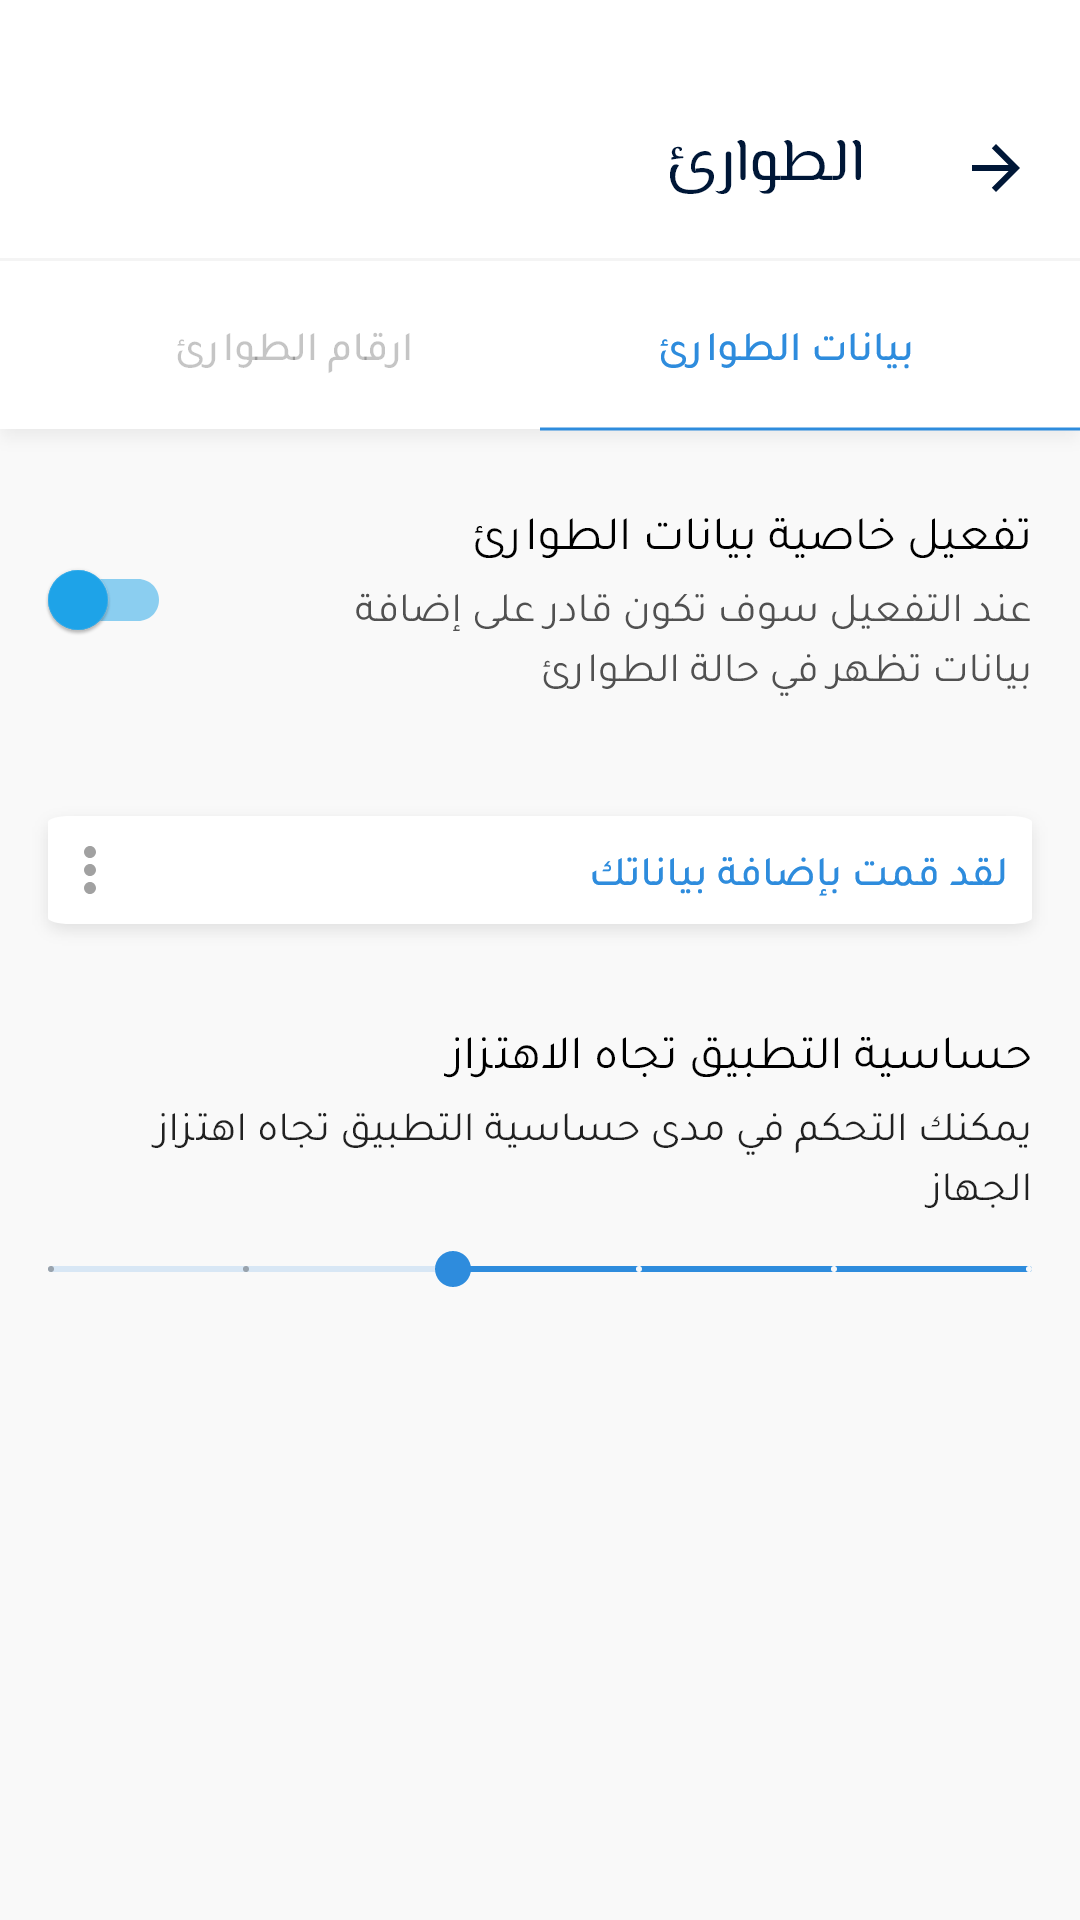 الطوارئ
بيانات الطوارئ
ارقام الطوارئ
تفعيل خاصية بيانات الطوارئ
عند التفعيل سوف تكون قادر على إضافة
بيانات تظهر في حالة الطوارئ
لقد قمت بإضافة بياناتك
حساسية التطبيق تجاه الاهتزاز
يمكنك التحكم في مدى حساسية التطبيق تجاه اهتزاز
الجهاز